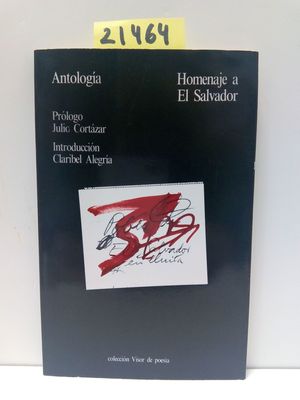 21464
Antología
Homenaje a
El Salvador
Prólogo
Julio Cortázar
Introducción
Claribel Alegría
colección Visor de poesía